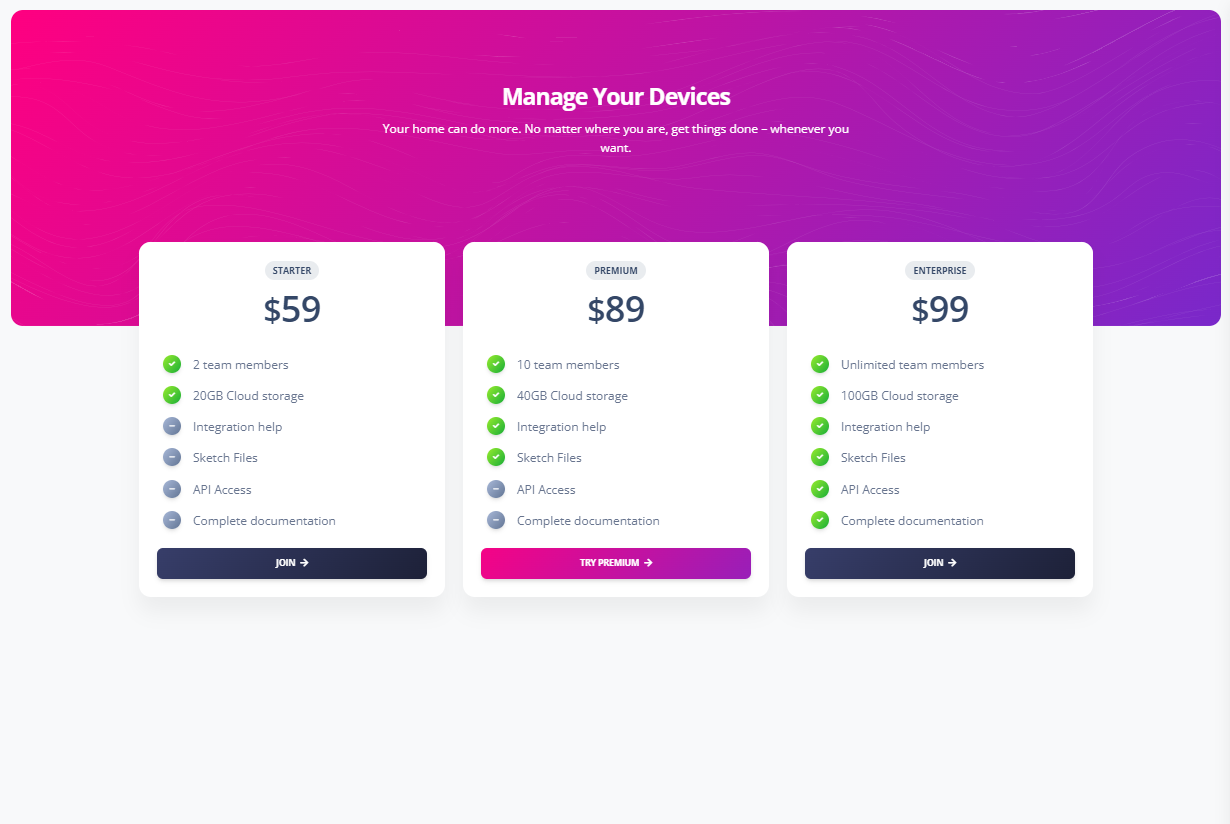 Manage Your Devices
Your home can do more. No matter where you are, get things done – whenever you
want.
STARTER
$59
2 team members
20GB Cloud storage
Integration help
Sketch Files
API Access
Complete documentation
JOIN →
PREMIUM
$89
10 team members
40GB Cloud storage
Integration help
Sketch Files
API Access
Complete documentation
TRY PREMIUM →
ENTERPRISE
$99
Unlimited team members
100GB Cloud storage
Integration help
Sketch Files
API Access
Complete documentation
JOIN →